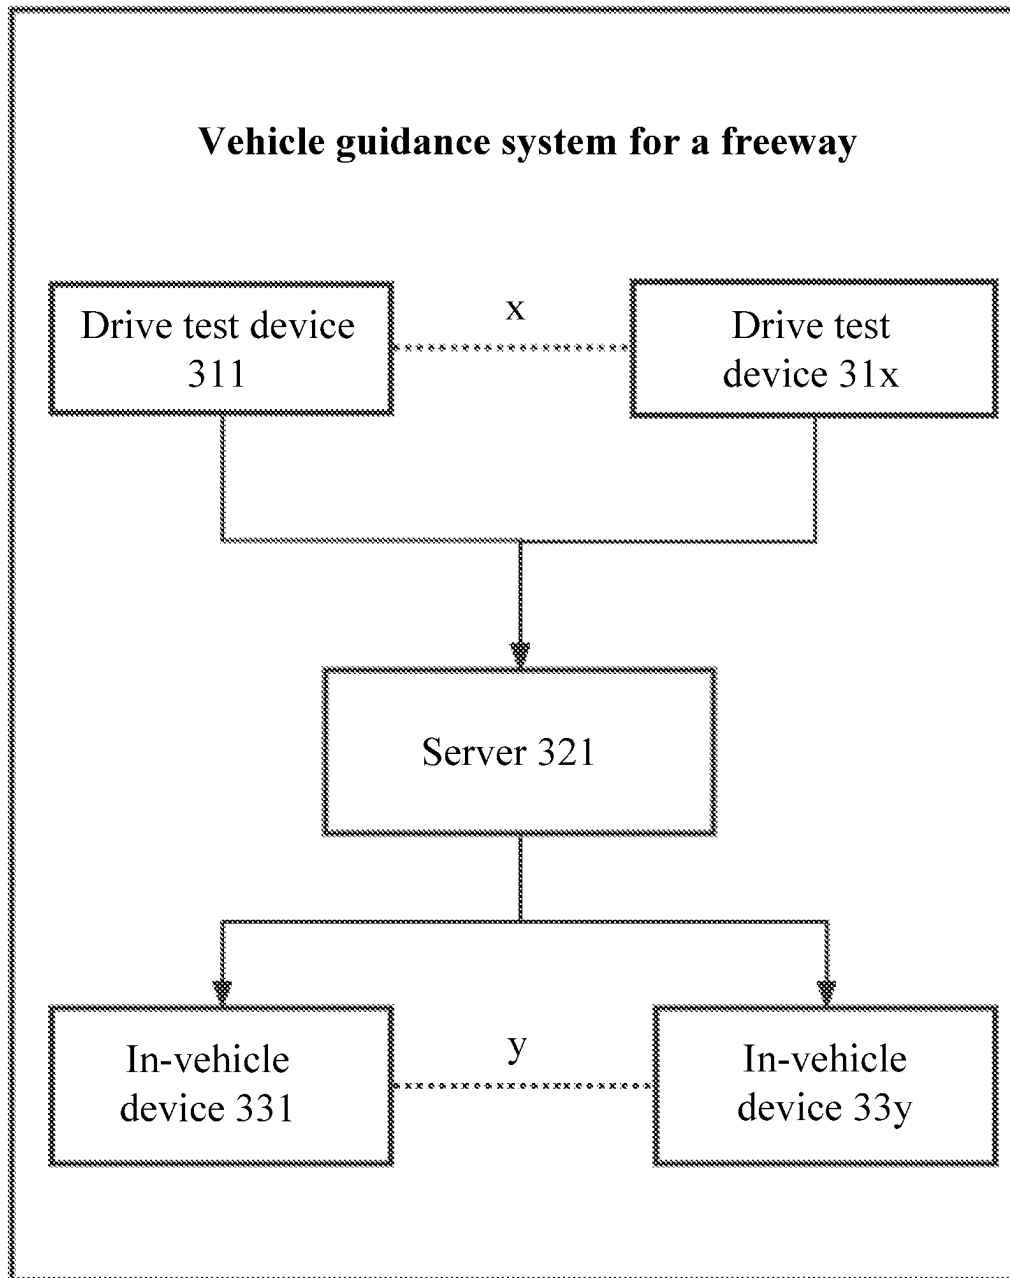 Vehicle guidance system for a freeway
x
Drive test device
311
Drive test
device 31x
Server 321
y
In-vehicle
device 331
In-vehicle
device 33y